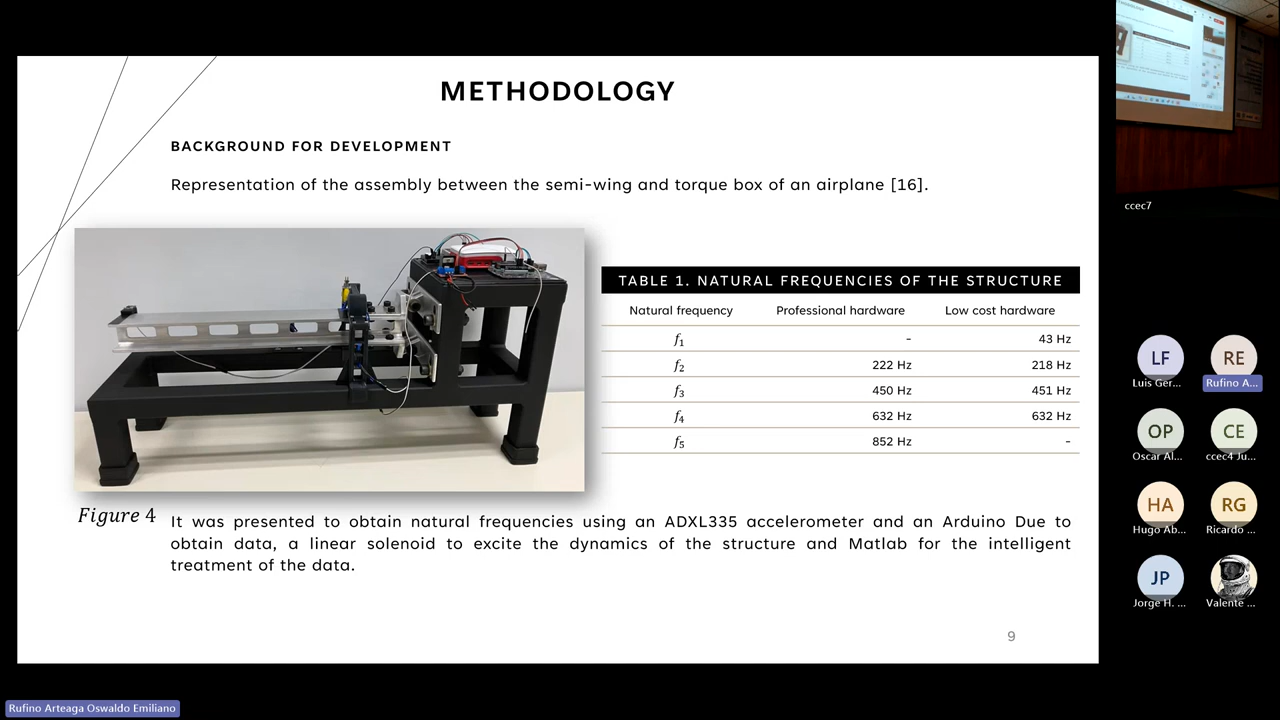 METHODOLOGY
BACKGROUND FOR DEVELOPMENT
Representation of the assembly between the semi-wing and torque box of an airplane [16].
TABLE 1. NATURAL FREQUENCIES OF THE STRUCTURE
Natural frequency Professional hardware Low cost hardware
f1 - 43 Hz
f2 222 Hz 218 Hz
f3 450 Hz 451 Hz
f4 632 Hz 632 Hz
f5 852 Hz -
Figure 4
It was presented to obtain natural frequencies using an ADXL335 accelerometer and an Arduino Due to
obtain data, a linear solenoid to excite the dynamics of the structure and Matlab for the intelligent
treatment of the data.
9
Rufino Arteaga Oswaldo Emiliano
ccec7
LF RE
Luis Ger... Rufino A...
OP CE
Oscar Al... ccec4 Ju...
HA RG
Hugo Ab... Ricardo ...
JP
Jorge H. ... Valente ...